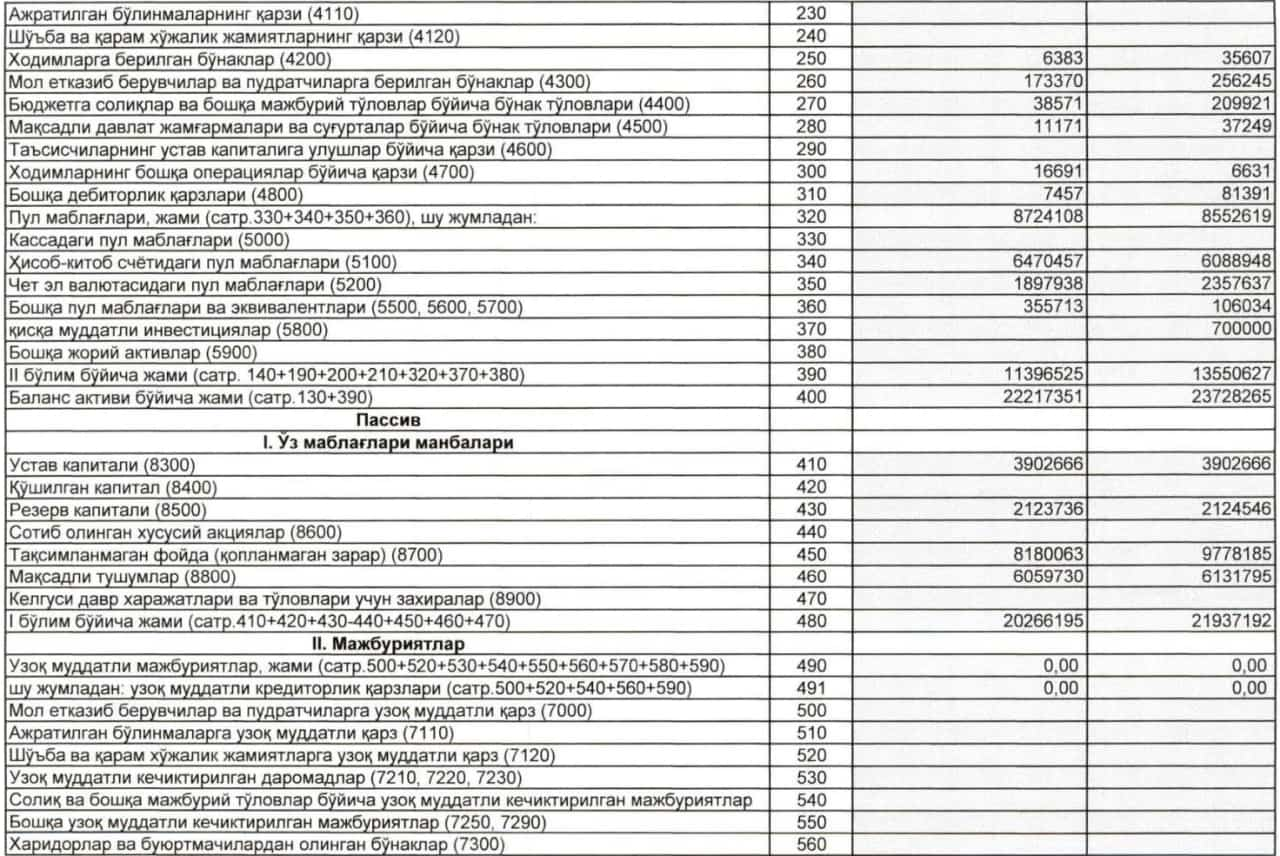 Ажратилган бўлинмаларнинг қарзи (4110) 230
Шўъба ва қарам хўжалик жамиятларнинг қарзи (4120) 240
Ходимларга берилган бўнаклар (4200) 250 6383 35607
Мол етказиб берувчилар ва пудратчиларга берилган бўнаклар (4300) 260 173370 256245
Бюджетга солиқлар ва бошқа мажбурий тўловлар бўйича бўнак тўловлари (4400) 270 38571 209921
Мақсадли давлат жамғармалари ва суғурталар бўйича бўнак тўловлари (4500) 280 11171 37249
Таъсисчиларнинг устав капиталига улушлар бўйича қарзи (4600) 290
Ходимларнинг бошқа операциялар бўйича қарзи (4700) 300 16691 6631
Бошқа дебиторлик қарзлари (4800) 310 7457 81391
Пул маблағлари, жами (сатр.330+340+350+360), шу жумладан: 320 8724108 8552619
Кассадаги пул маблағлари (5000) 330
Ҳисоб-китоб счётидаги пул маблағлари (5100) 340 6470457 6088948
Чет эл валютасидаги пул маблағлари (5200) 350 1897938 2357637
Бошқа пул маблағлари ва эквивалентлари (5500, 5600, 5700) 360 355713 106034
қисқа муддатли инвестициялар (5800) 370 700000
Бошқа жорий активлар (5900) 380
II бўлим бўйича жами (сатр. 140+190+200+210+320+370+380) 390 11396525 13550627
Баланс активи бўйича жами (сатр.130+390) 400 22217351 23728265
Пассив
I. Ўз маблағлари манбалари
Устав капитали (8300) 410 3902666 3902666
Қўшилган капитал (8400) 420
Резерв капитали (8500) 430 2123736 2124546
Сотиб олинган хусусий акциялар (8600) 440
Тақсимланмаган фойда (қопланмаган зарар) (8700) 450 8180063 9778185
Мақсадли тушумлар (8800) 460 6059730 6131795
Келгуси давр харажатлари ва тўловлари учун захиралар (8900) 470
I бўлим бўйича жами (сатр.410+420+430-440+450+460+470) 480 20266195 21937192
II. Мажбуриятлар
Узоқ муддатли мажбуриятлар, жами (сатр.500+520+530+540+550+560+570+580+590) 490 0,00 0,00
шу жумладан: узоқ муддатли кредиторлик қарзлари (сатр.500+520+540+560+590) 491 0,00 0,00
Мол етказиб берувчилар ва пудратчиларга узоқ муддатли қарз (7000) 500
Ажратилган бўлинмаларга узоқ муддатли қарз (7110) 510
Шўъба ва қарам хўжалик жамиятларга узоқ муддатли қарз (7120) 520
Узоқ муддатли кечиктирилган даромадлар (7210, 7220, 7230) 530
Солиқ ва бошқа мажбурий тўловлар бўйича узоқ муддатли кечиктирилган мажбуриятлар 540
Бошқа узоқ муддатли кечиктирилган мажбуриятлар (7250, 7290) 550
Харидорлар ва буюртмачилардан олинган бўнаклар (7300) 560